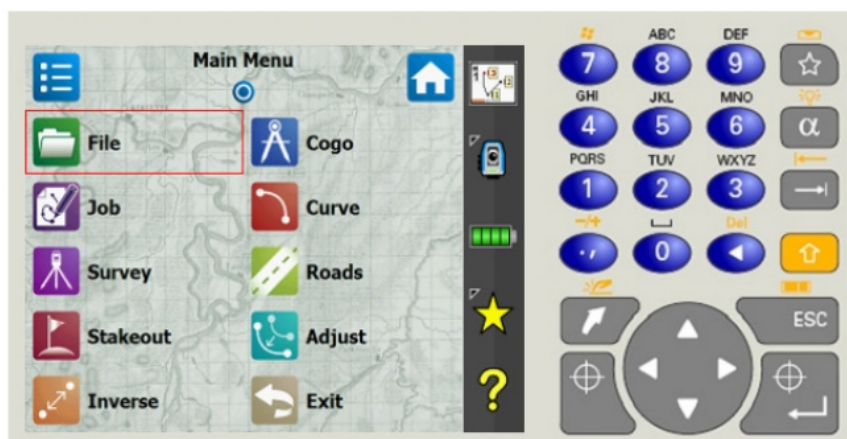 Main Menu
File
Cogo
Job
Curve
Survey
Roads
Stakeout
Adjust
Inverse
Exit
?
ABC DEF
7 8 9
GHI JKL MNO
4 5 6 α
PQRS TUV WXYZ
1 2 3
-/+ Del
., 0
ESC